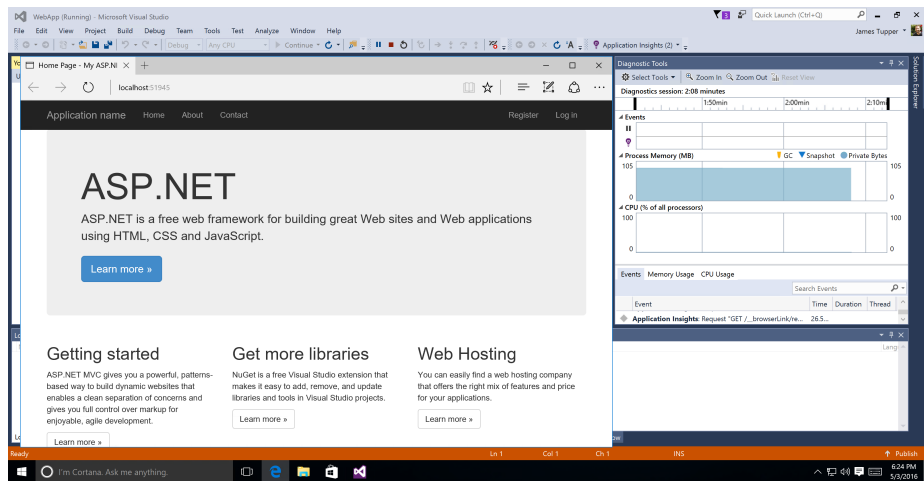 WebApp (Running) - Microsoft Visual Studio
3
Quick Launch (Ctrl+Q)
File Edit View Project Build Debug Team Tools Test Analyze Window Help
James Tupper
Debug Any CPU Continue Application Insights (2)
Home Page - My ASP.NI
localhost:51945
Application name Home About Contact Register Log in
ASP.NET
ASP.NET is a free web framework for building great Web sites and Web applications
using HTML, CSS and JavaScript.
Learn more »
Getting started
ASP.NET MVC gives you a powerful, patterns-
based way to build dynamic websites that
enables a clean separation of concerns and
gives you full control over markup for
enjoyable, agile development.
Learn more »
Get more libraries
NuGet is a free Visual Studio extension that
makes it easy to add, remove, and update
libraries and tools in Visual Studio projects.
Learn more »
Web Hosting
You can easily find a web hosting company
that offers the right mix of features and price
for your applications.
Learn more »
Diagnostic Tools
Select Tools Zoom In Zoom Out Reset View
Diagnostics session: 2:08 minutes
1:50min 2:00min 2:10mi
Events
Process Memory (MB) GC Snapshot Private Bytes
105 105
0 0
CPU (% of all processors)
100 100
0 0
Events Memory Usage CPU Usage
Search Events
Event Time Duration Thread
Application Insights: Request "GET /__browserLink/re... 26.5...
Lang
Solution Explorer
Ready Ln 1 Col 1 Ch 1 INS Publish
I'm Cortana. Ask me anything.
6:24 PM
5/3/2016